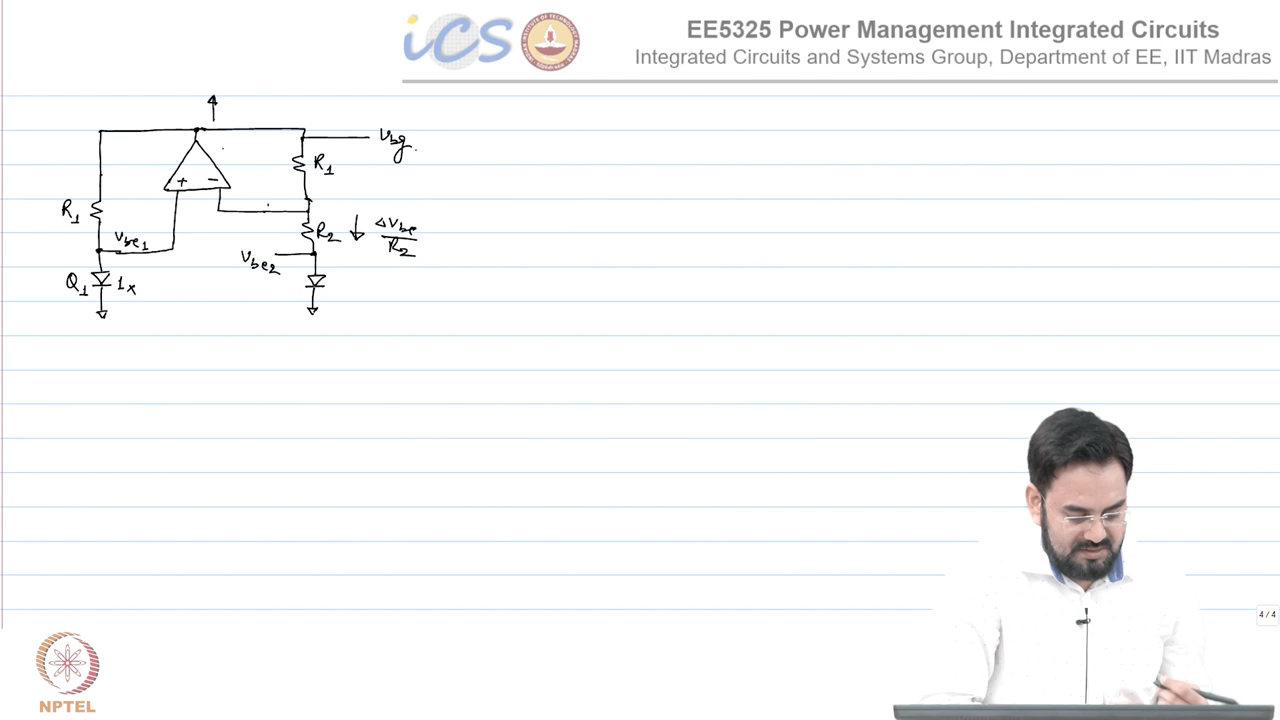 iCS
EE5325 Power Management Integrated Circuits
Integrated Circuits and Systems Group, Department of EE, IIT Madras
Vbg
R1
+ −
R1
R2
ΔVbe
R2
Vbe1
Vbe2
Q1 1x
4 / 4
NPTEL